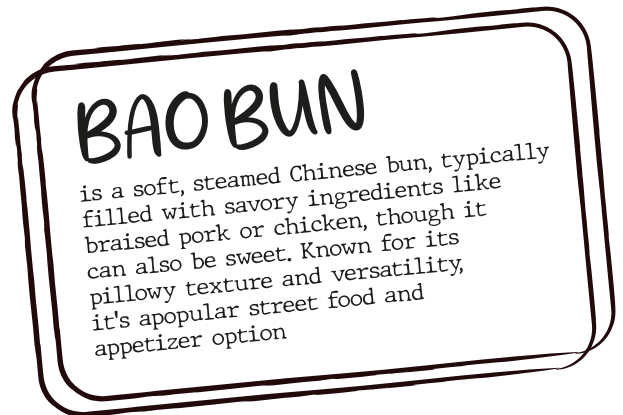 BAO BUN
is a soft, steamed Chinese bun, typically
filled with savory ingredients like
braised pork or chicken, though it
can also be sweet. Known for its
pillowy texture and versatility,
it's apopular street food and
appetizer option